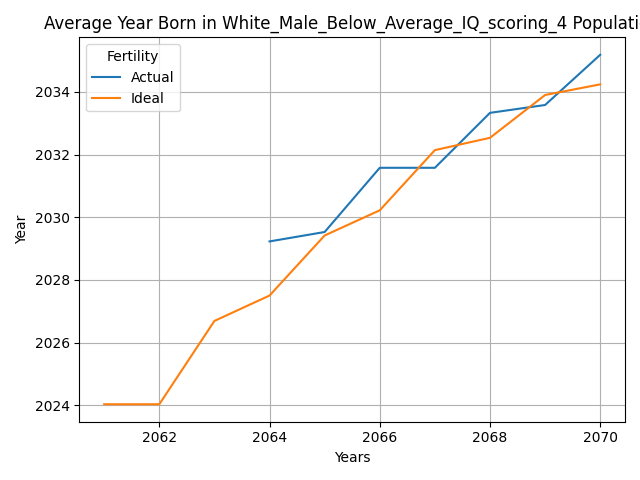 Average Year Born in White_Male_Below_Average_IQ_scoring_4 Populati
Fertility
Actual
Ideal
2034
2032
2030
2028
2026
2024
Year
2062 2064 2066 2068 2070
Years